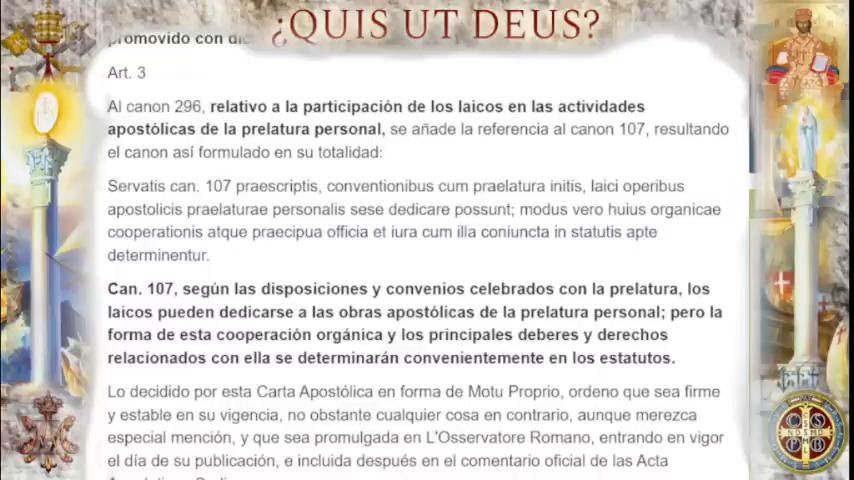 ¿QUIS UT DEUS?
promovido con
Art. 3
Al canon 296, relativo a la participación de los laicos en las actividades
apostólicas de la prelatura personal, se añade la referencia al canon 107, resultando
el canon así formulado en su totalidad:
Servatis can. 107 praescriptis, conventionibus cum praelatura initis, laici operibus
apostolicis praelaturae personalis sese dedicare possunt; modus vero huius organicae
cooperationis atque praecipua officia et iura cum illa coniuncta in statutis apte
determinentur.
Can. 107, según las disposiciones y convenios celebrados con la prelatura, los
laicos pueden dedicarse a las obras apostólicas de la prelatura personal; pero la
forma de esta cooperación orgánica y los principales deberes y derechos
relacionados con ella se determinarán convenientemente en los estatutos.
Lo decidido por esta Carta Apostólica en forma de Motu Proprio, ordeno que sea firme
y estable en su vigencia, no obstante cualquier cosa en contrario, aunque merezca
especial mención, y que sea promulgada en L'Osservatore Romano, entrando en vigor
el día de su publicación, e incluida después en el comentario oficial de las Acta